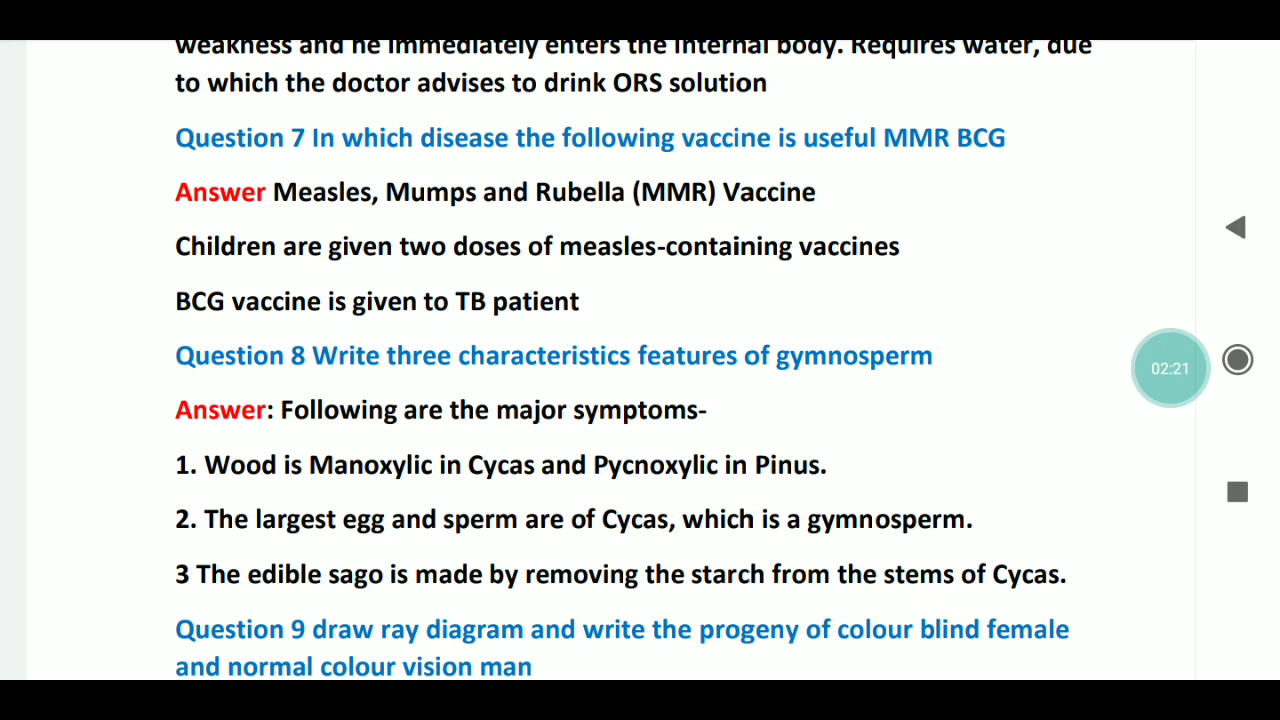 weakness and he immediately enters the internal body. Requires water, due
to which the doctor advises to drink ORS solution
Question 7 In which disease the following vaccine is useful MMR BCG
Answer Measles, Mumps and Rubella (MMR) Vaccine
Children are given two doses of measles-containing vaccines
BCG vaccine is given to TB patient
Question 8 Write three characteristics features of gymnosperm
Answer: Following are the major symptoms-
1. Wood is Manoxylic in Cycas and Pycnoxylic in Pinus.
2. The largest egg and sperm are of Cycas, which is a gymnosperm.
3 The edible sago is made by removing the starch from the stems of Cycas.
Question 9 draw ray diagram and write the progeny of colour blind female
and normal colour vision man
02:21